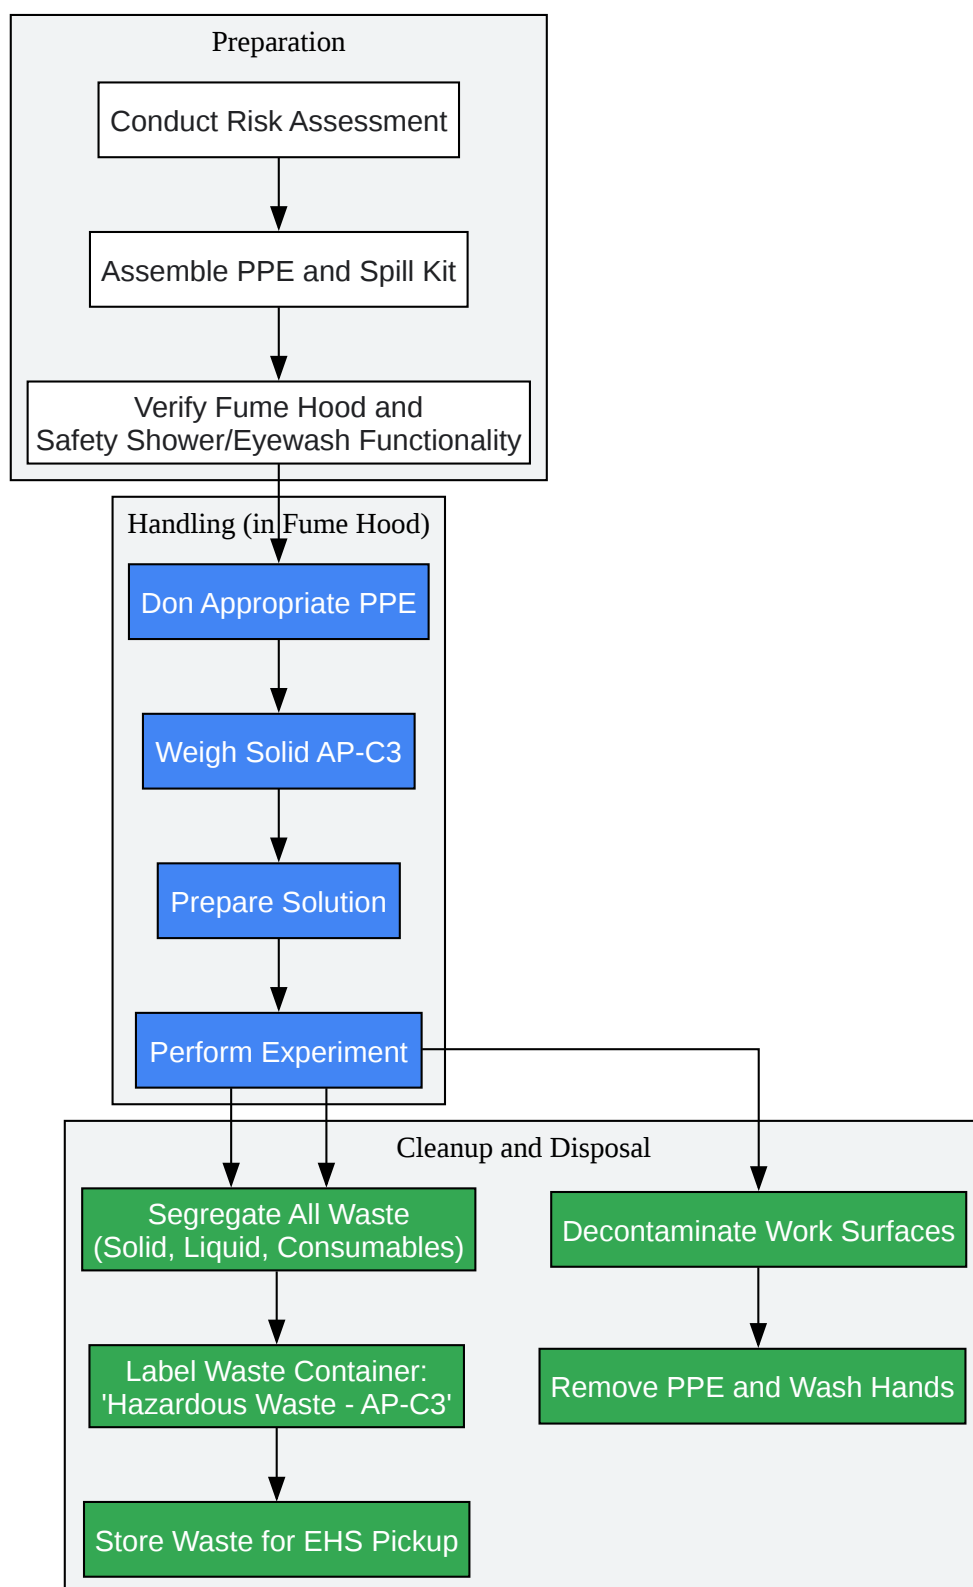 Preparation
Conduct Risk Assessment
Assemble PPE and Spill Kit
Verify Fume Hood and
Safety Shower/Eyewash Functionality
Handling (in Fume Hood)
Don Appropriate PPE
Weigh Solid AP-C3
Prepare Solution
Perform Experiment
Cleanup and Disposal
Segregate All Waste
(Solid, Liquid, Consumables)
Decontaminate Work Surfaces
Label Waste Container:
'Hazardous Waste - AP-C3'
Remove PPE and Wash Hands
Store Waste for EHS Pickup